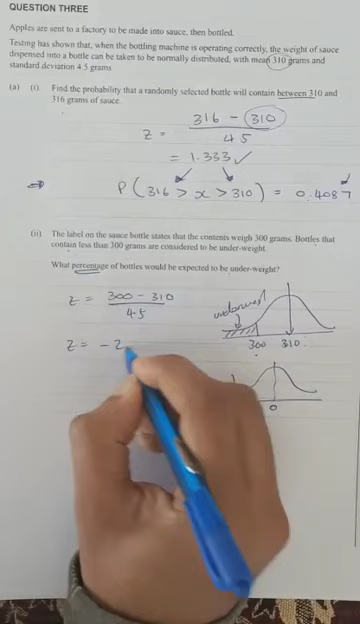 QUESTION THREE
Apples are sent to a factory to be made into sauce, then bottled.
Testing has shown that, when the bottling machine is operating correctly, the weight of sauce
dispensed into a bottle can be taken to be normally distributed, with mean 310 grams and
standard deviation 4.5 grams
(a) (i) Find the probability that a randomly selected bottle will contain between 310 and
316 grams of sauce.
z = 316 - 310 / 4.5
= 1.333 ✓
⇒ P(316 > x > 310) = 0.4087
(ii) The label on the sauce bottle states that the contents weigh 300 grams. Bottles that
contain less than 300 grams are considered to be under-weight.
What percentage of bottles would be expected to be under-weight?
z = 300 - 310 / 4.5
300 310
z = -2
0